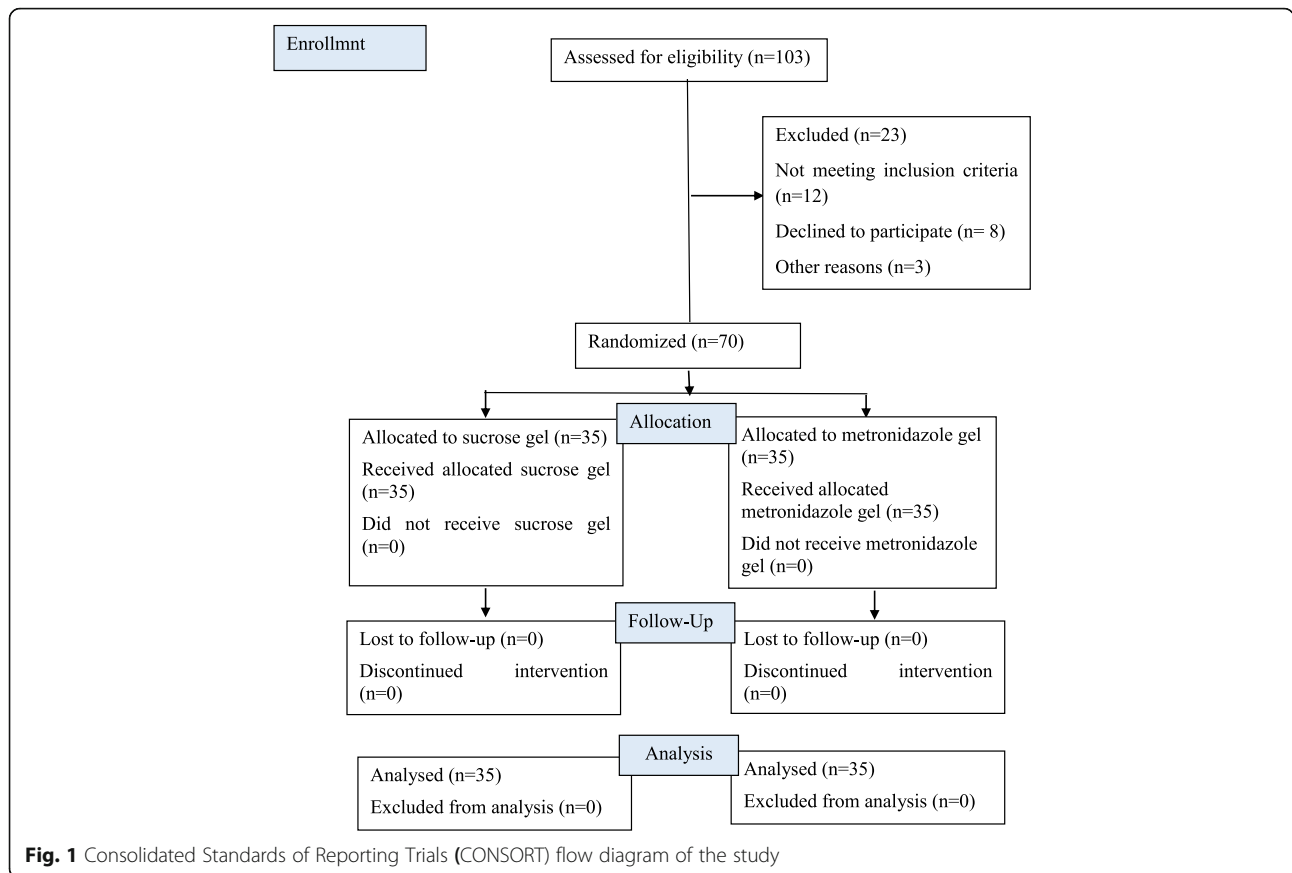 Enrollmnt
Assessed for eligibility (n=103)
Excluded (n=23)
Not meeting inclusion criteria
(n=12)
Declined to participate (n= 8)
Other reasons (n=3)
Randomized (n=70)
Allocation
Allocated to sucrose gel (n=35)
Received allocated sucrose gel
(n=35)
Did not receive sucrose gel
(n=0)
Allocated to metronidazole gel
(n=35)
Received allocated
metronidazole gel (n=35)
Did not receive metronidazole
gel (n=0)
Follow-Up
Lost to follow-up (n=0)
Discontinued intervention
(n=0)
Lost to follow-up (n=0)
Discontinued intervention
(n=0)
Analysis
Analysed (n=35)
Excluded from analysis (n=0)
Analysed (n=35)
Excluded from analysis (n=0)
Fig. 1 Consolidated Standards of Reporting Trials (CONSORT) flow diagram of the study